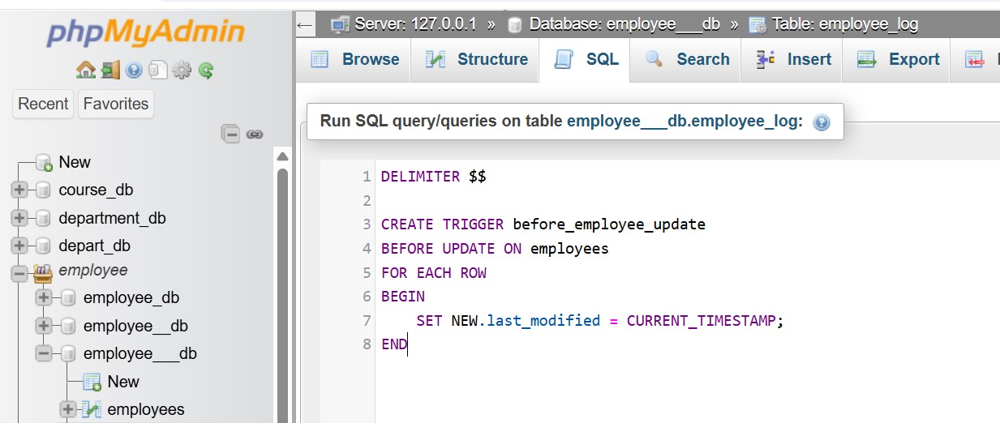 phpMyAdmin
Recent Favorites
New
course_db
department_db
depart_db
employee
employee_db
employee__db
employee___db
New
employees
Server: 127.0.0.1 » Database: employee___db » Table: employee_log
Browse Structure SQL Search Insert Export
Run SQL query/queries on table employee___db.employee_log:
1 DELIMITER $$
2
3 CREATE TRIGGER before_employee_update
4 BEFORE UPDATE ON employees
5 FOR EACH ROW
6 BEGIN
7 SET NEW.last_modified = CURRENT_TIMESTAMP;
8 END